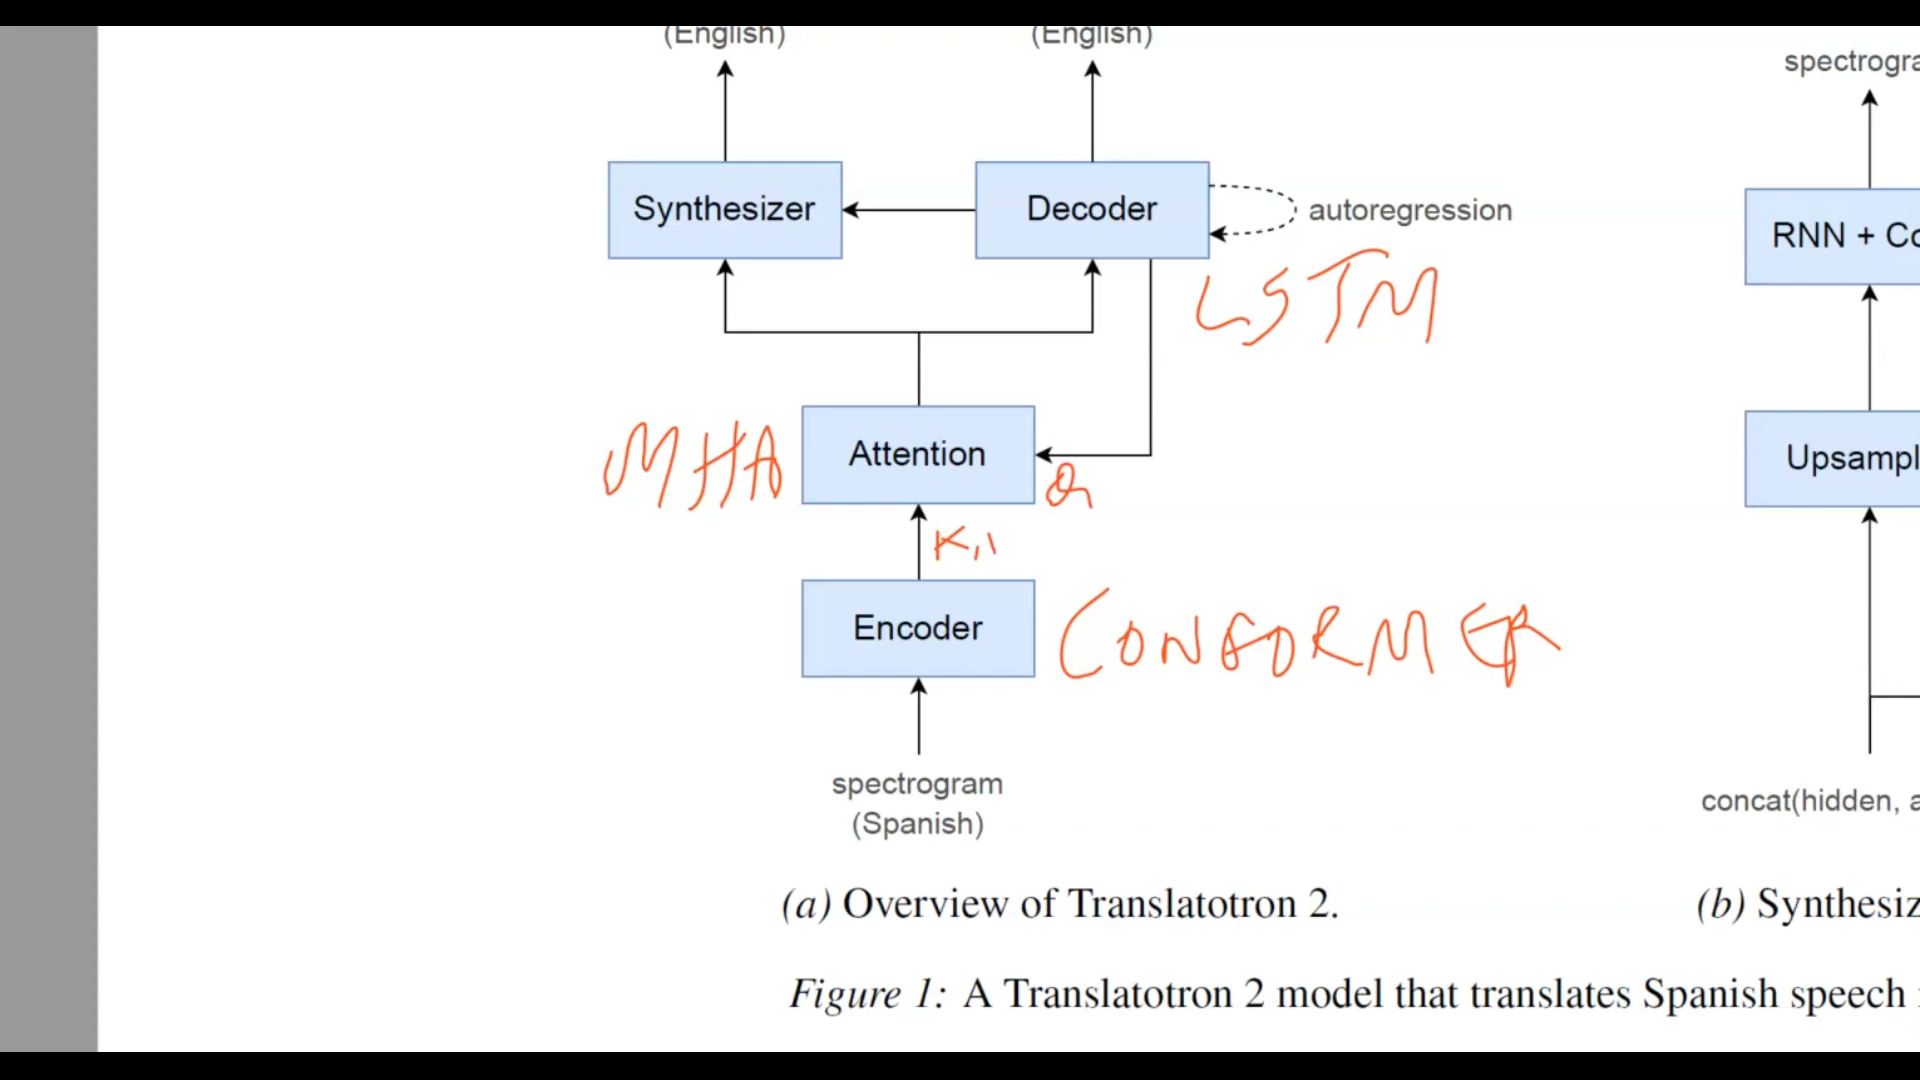 (English)
(English)
spectrogra
Synthesizer
Decoder
autoregression
RNN + Co
LSTM
MHA
Attention
Q
Upsampl
K,
Encoder
CONFORMER
spectrogram
(Spanish)
concat(hidden, a
(a) Overview of Translatotron 2.
(b) Synthesiz
Figure 1: A Translatotron 2 model that translates Spanish speech